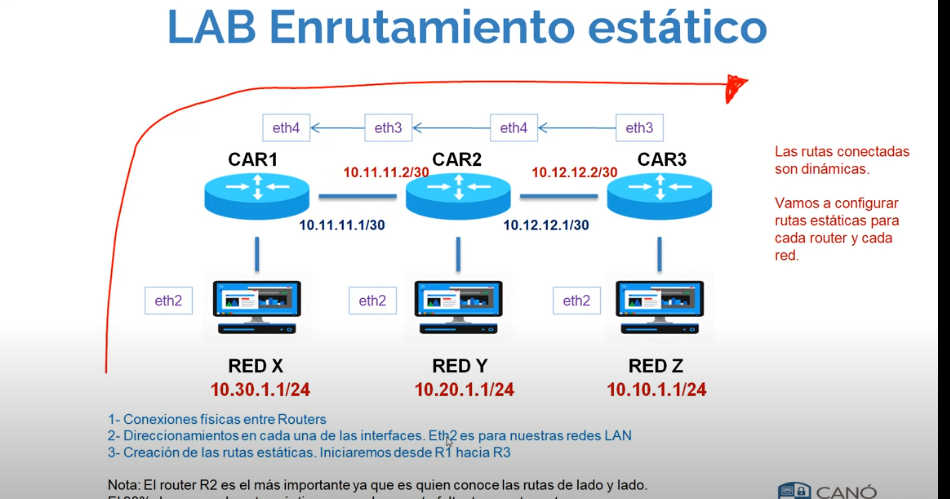 LAB Enrutamiento estático
eth4
eth3
eth4
eth3
CAR1
CAR2
CAR3
10.11.11.2/30
10.12.12.2/30
10.11.11.1/30
10.12.12.1/30
Las rutas conectadas
son dinámicas.
Vamos a configurar
rutas estáticas para
cada router y cada
red.
eth2
eth2
eth2
RED X
RED Y
RED Z
10.30.1.1/24
10.20.1.1/24
10.10.1.1/24
1- Conexiones físicas entre Routers
2- Direccionamientos en cada una de las interfaces. Eth2 es para nuestras redes LAN
3- Creación de las rutas estáticas. Iniciaremos desde R1 hacia R3
Nota: El router R2 es el más importante ya que es quien conoce las rutas de lado y lado.
CANÓ